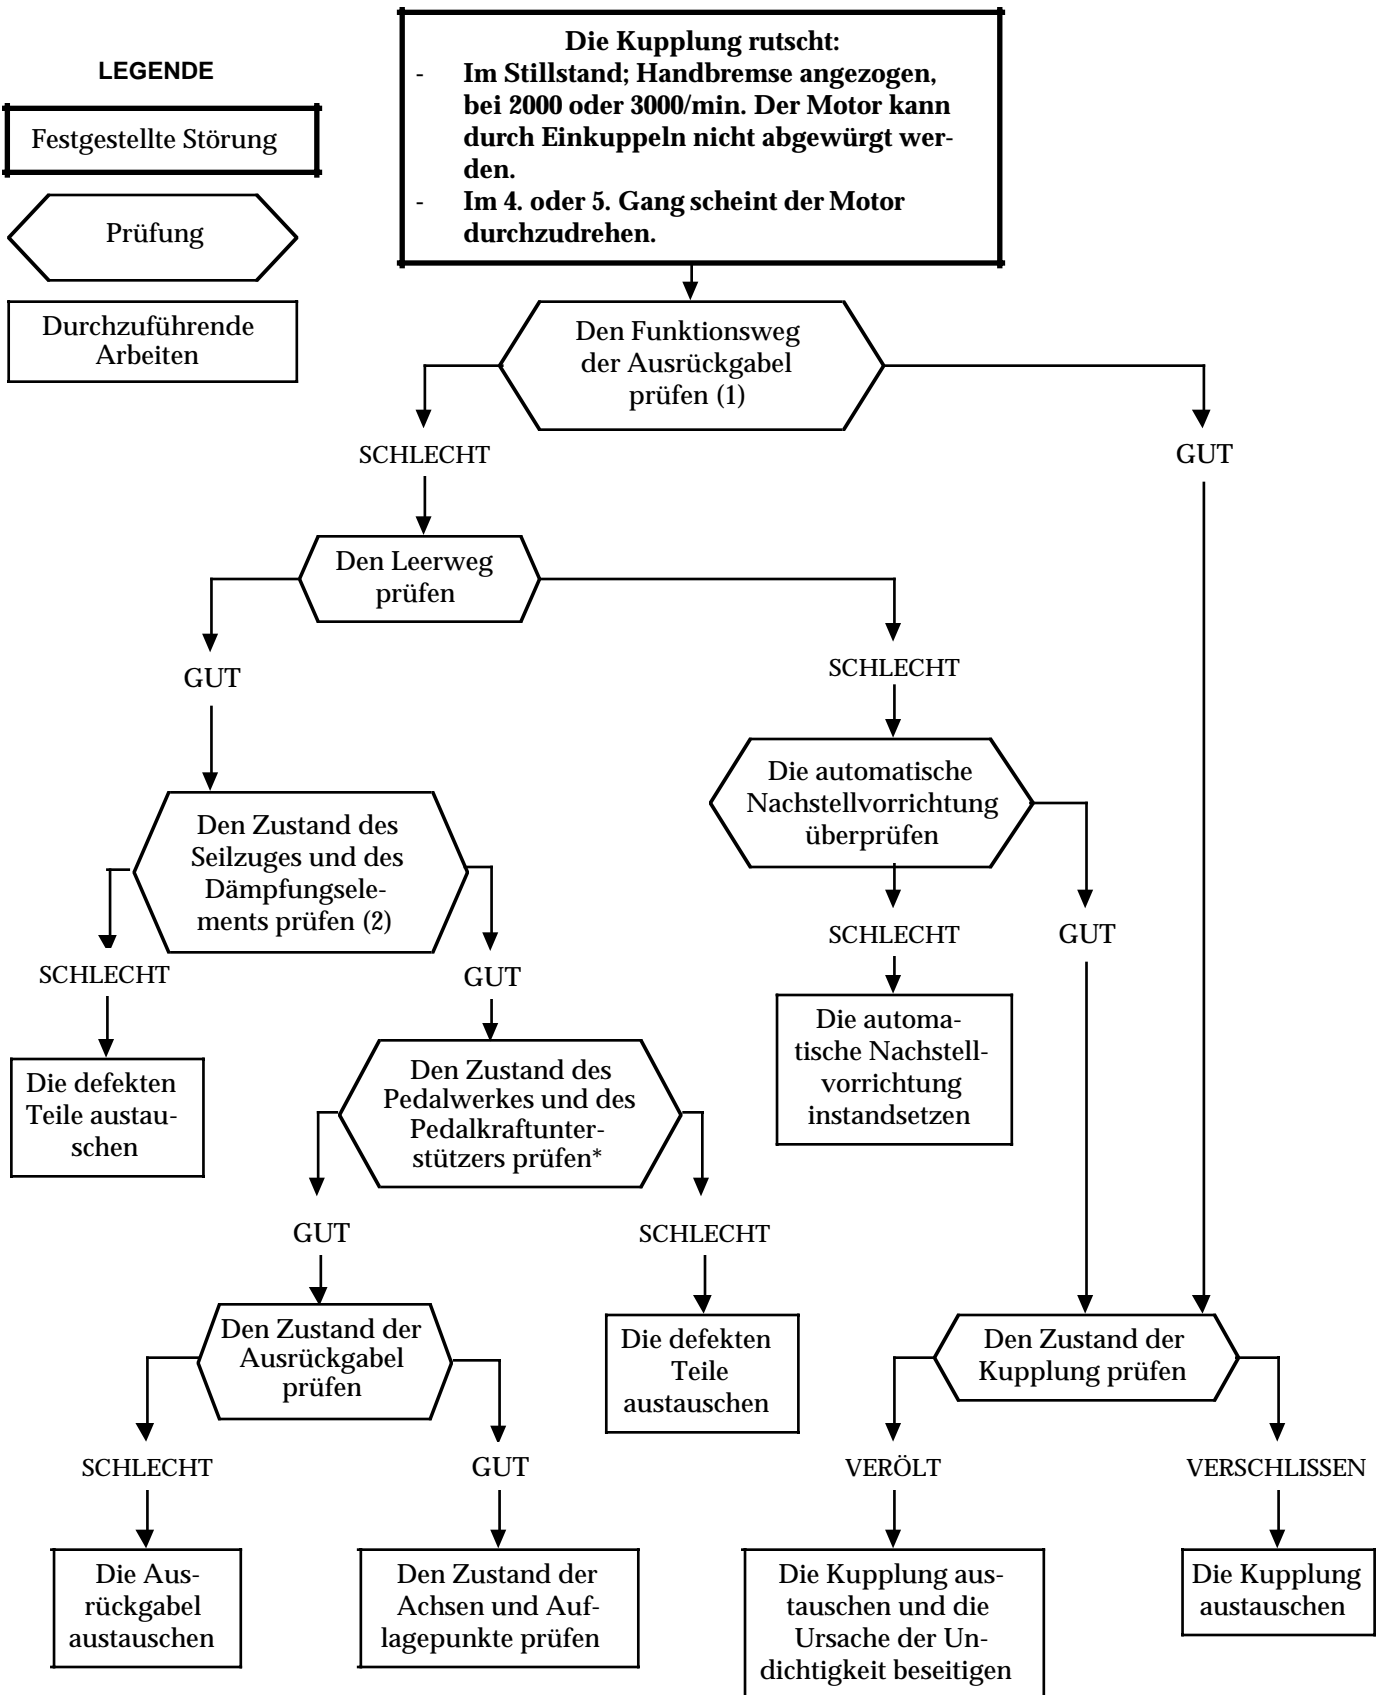 LEGENDE
Festgestellte Störung
Prüfung
Durchzuführende
Arbeiten
Die Kupplung rutscht:
- Im Stillstand; Handbremse angezogen,
bei 2000 oder 3000/min. Der Motor kann
durch Einkuppeln nicht abgewürgt wer-
den.
- Im 4. oder 5. Gang scheint der Motor
durchzudrehen.
Den Funktionsweg
der Ausrückgabel
prüfen (1)
SCHLECHT
GUT
Den Leerweg
prüfen
GUT
SCHLECHT
Die automatische
Nachstellvorrichtung
überprüfen
Den Zustand des
Seilzuges und des
Dämpfungsele-
ments prüfen (2)
SCHLECHT
GUT
SCHLECHT
GUT
Die automa-
tische Nachstell-
vorrichtung
instandsetzen
Die defekten
Teile austau-
schen
Den Zustand des
Pedalwerkes und des
Pedalkraftunter-
stützers prüfen*
GUT
SCHLECHT
Den Zustand der
Ausrückgabel
prüfen
Die defekten
Teile
austauschen
Den Zustand der
Kupplung prüfen
SCHLECHT
GUT
VERÖLT
VERSCHLISSEN
Die Aus-
rückgabel
austauschen
Den Zustand der
Achsen und Auf-
lagepunkte prüfen
Die Kupplung aus-
tauschen und die
Ursache der Un-
dichtigkeit beseitigen
Die Kupplung
austauschen